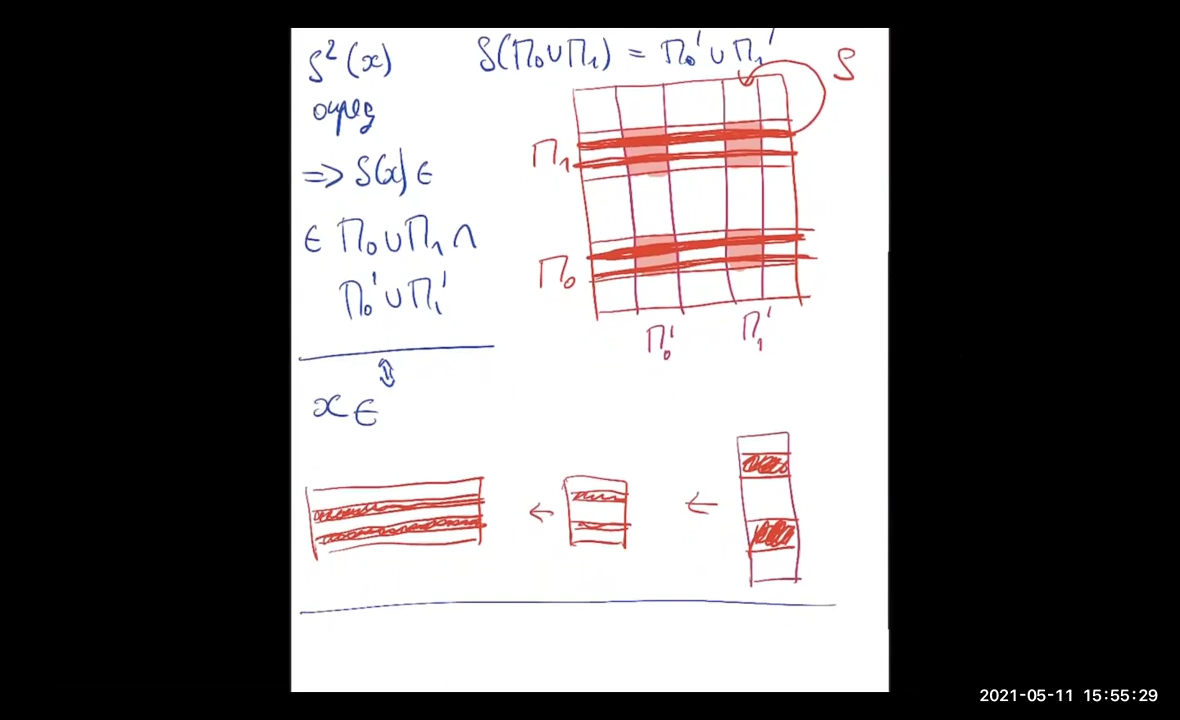 S²(x)
опред
=> S(x) ∈
∈ Π₀∪Π₁ ∩
Π₀'∪Π₁'
x ∈
S(Π₀∪Π₁) = Π₀'∪Π₁'
S
Π₁
Π₀
Π₀'
Π₁'
2021-05-11 15:55:29